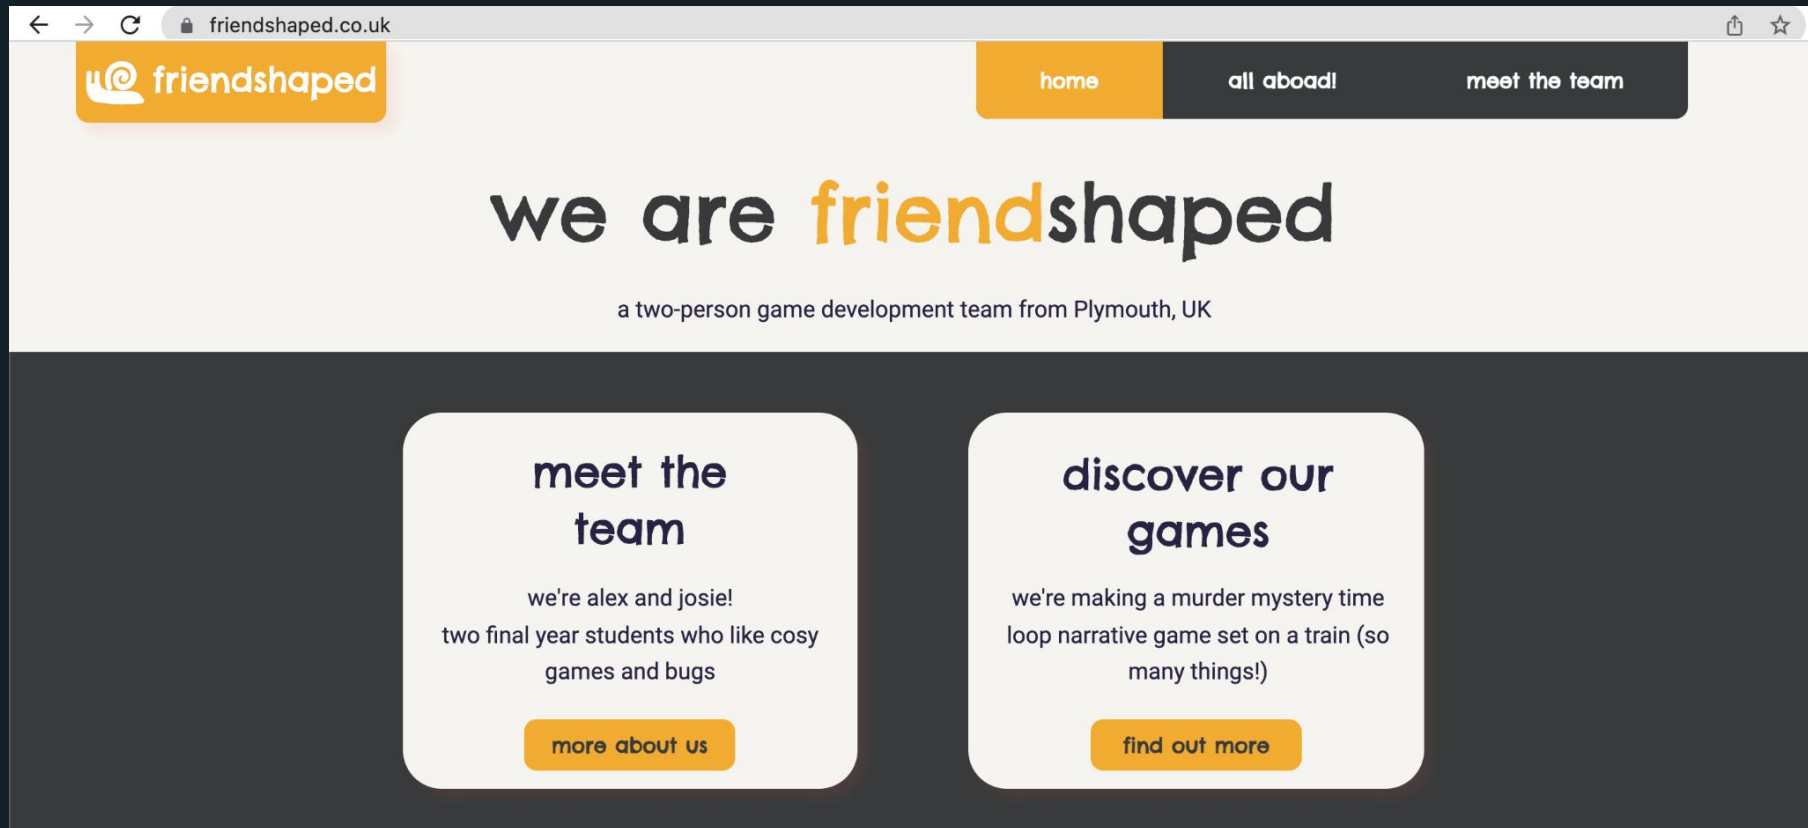 friendshaped.co.uk
friendshaped
home
all aboad!
meet the team
we are friendshaped
a two-person game development team from Plymouth, UK
meet the
team
we're alex and josie!
two final year students who like cosy
games and bugs
more about us
discover our
games
we're making a murder mystery time
loop narrative game set on a train (so
many things!)
find out more